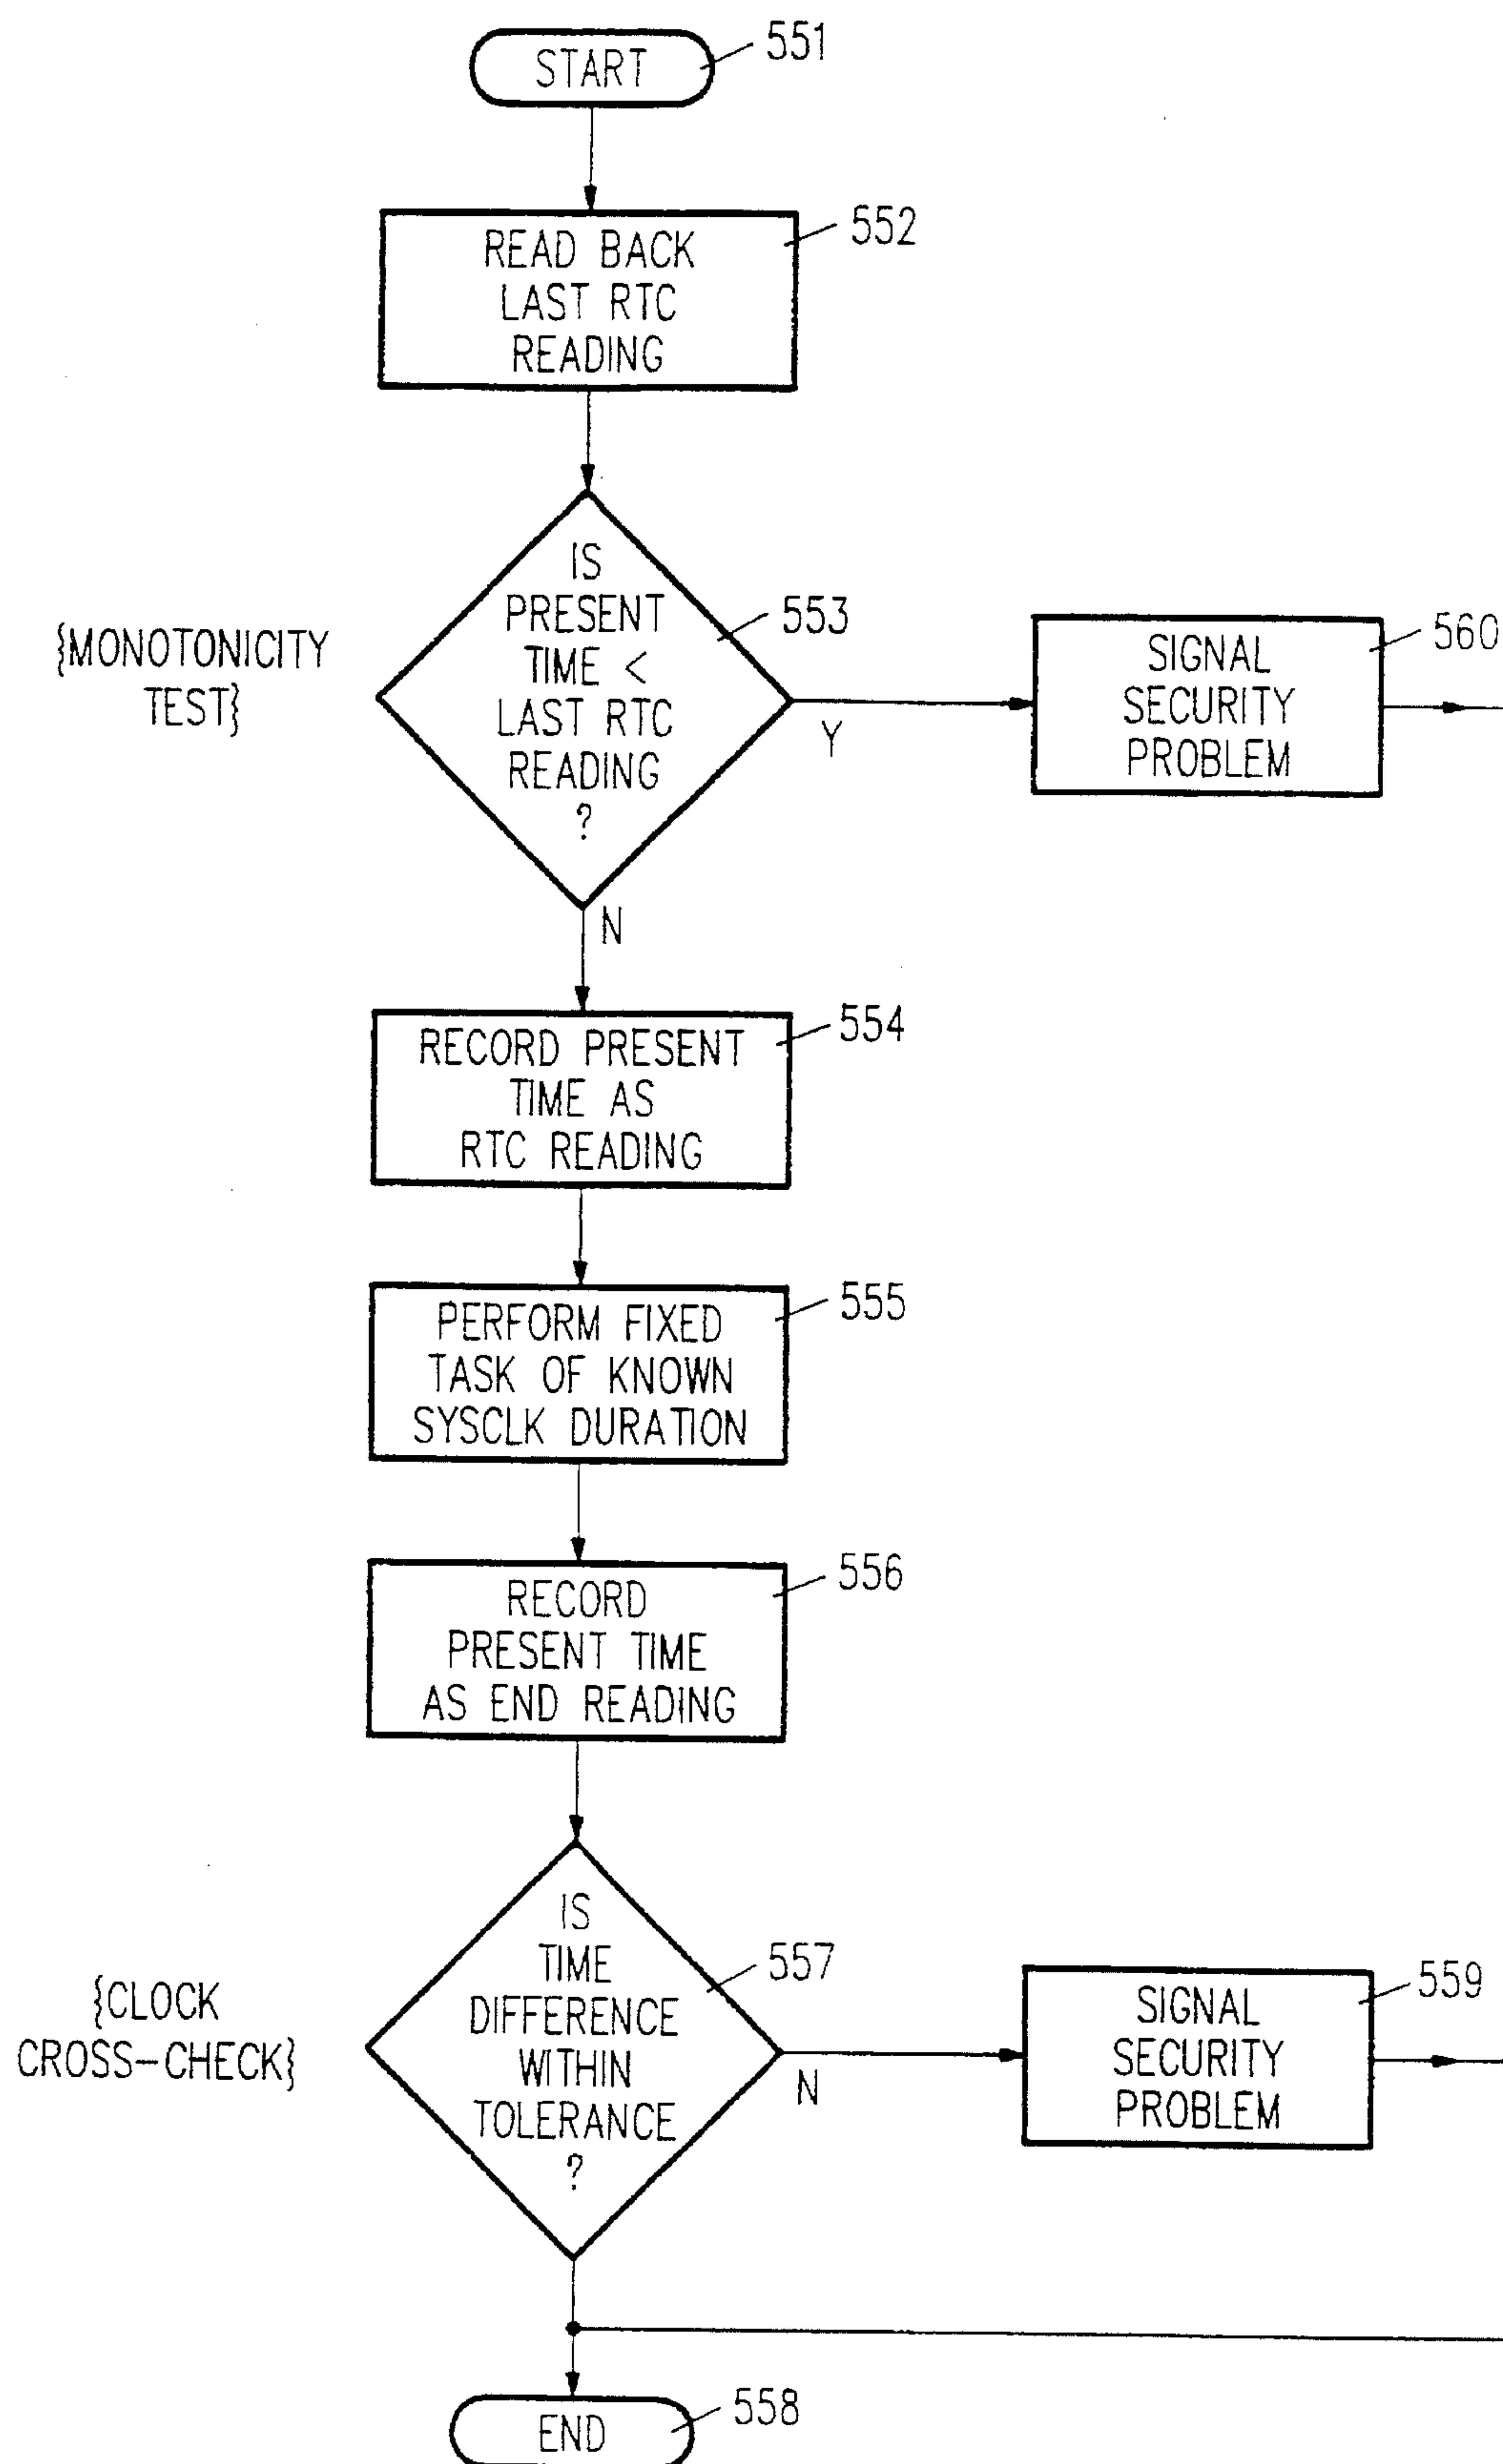 START
551
READ BACK
LAST RTC
READING
552
{MONOTONICITY
TEST}
IS
PRESENT
TIME <
LAST RTC
READING
?
553
Y
N
SIGNAL
SECURITY
PROBLEM
560
RECORD PRESENT
TIME AS
RTC READING
554
PERFORM FIXED
TASK OF KNOWN
SYSCLK DURATION
555
RECORD
PRESENT TIME
AS END READING
556
{CLOCK
CROSS-CHECK}
IS
TIME
DIFFERENCE
WITHIN
TOLERANCE
?
557
N
SIGNAL
SECURITY
PROBLEM
559
END
558